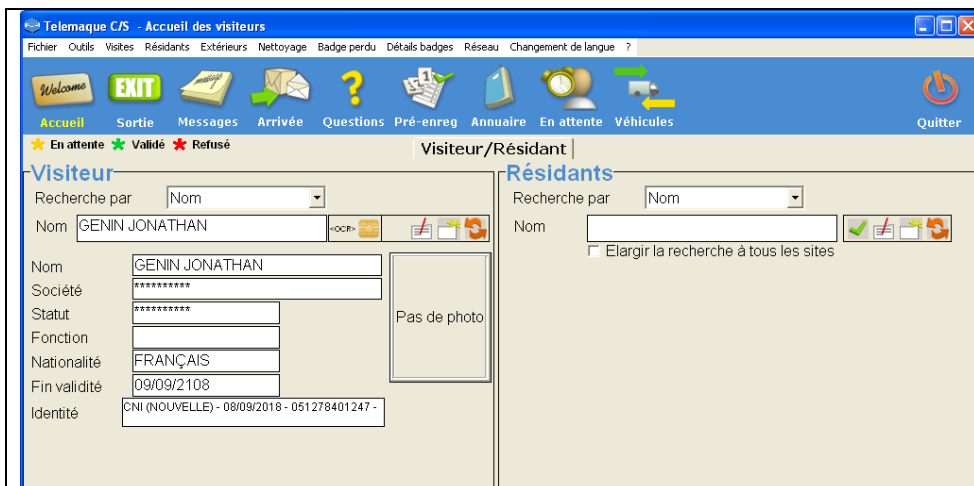 Telemaque C/S - Accueil des visiteurs
Fichier Outils Visites Résidants Extérieurs Nettoyage Badge perdu Détails badges Réseau Changement de langue ?
Welcome EXIT message ? 1
Accueil Sortie Messages Arrivée Questions Pré-enreg Annuaire En attente Véhicules Quitter
En attente Validé Refusé
Visiteur/Résidant
Visiteur
Recherche par Nom
Nom GENIN JONATHAN <OCR>
Nom GENIN JONATHAN
Société **********
Statut **********
Fonction
Nationalité FRANÇAIS
Fin validité 09/09/2108
Identité CNI (NOUVELLE) - 08/09/2018 - 051278401247 -
Pas de photo
Résidants
Recherche par Nom
Nom
Elargir la recherche à tous les sites